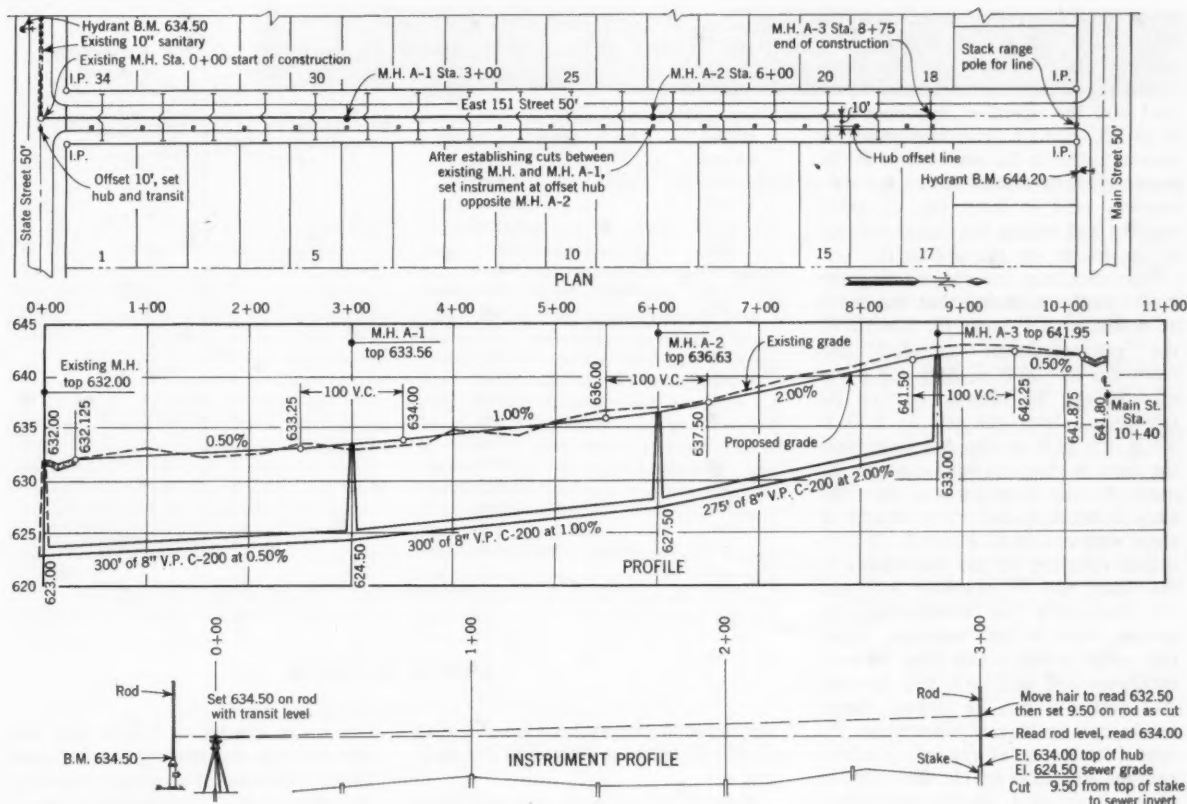 Hydrant B.M. 634.50
Existing 10" sanitary
Existing M.H. Sta. 0+00 start of construction
M.H. A-3 Sta. 8+75
end of construction
Stack range
pole for line
I.P.
34
30
M.H. A-1 Sta. 3+00
25
M.H. A-2 Sta. 6+00
20
18
I.P.
East 151 Street 50'
10'
State Street 50'
I.P.
Offset 10', set
hub and transit
After establishing cuts between
existing M.H. and M.H. A-1,
set instrument at offset hub
opposite M.H. A-2
Hub offset line
I.P.
Hydrant B.M. 644.20
Main Street 50'
1
5
10
15
17
PLAN
0+00
1+00
2+00
3+00
4+00
5+00
6+00
7+00
8+00
9+00
10+00
11+00
645
640
635
630
625
620
Existing M.H.
top 632.00
M.H. A-1
top 633.56
M.H. A-2
top 636.63
Existing grade
M.H. A-3 top 641.95
632.00
632.125
0.50%
633.25
100 V.C.
634.00
1.00%
636.00
100 V.C.
637.50
2.00%
Proposed grade
641.50
100 V.C.
642.25
0.50%
641.875
641.80
℄
Main St.
Sta.
10+40
300' of 8" V.P. C-200 at 0.50%
300' of 8" V.P. C-200 at 1.00%
275' of 8" V.P. C-200 at 2.00%
623.00
624.50
627.50
633.00
PROFILE
0+00
1+00
2+00
3+00
Rod
Set 634.50 on rod
with transit level
B.M. 634.50
INSTRUMENT PROFILE
Rod
Move hair to read 632.50
then set 9.50 on rod as cut
Read rod level, read 634.00
Stake
El. 634.00 top of hub
El. 624.50 sewer grade
Cut 9.50 from top of stake
to sewer invert